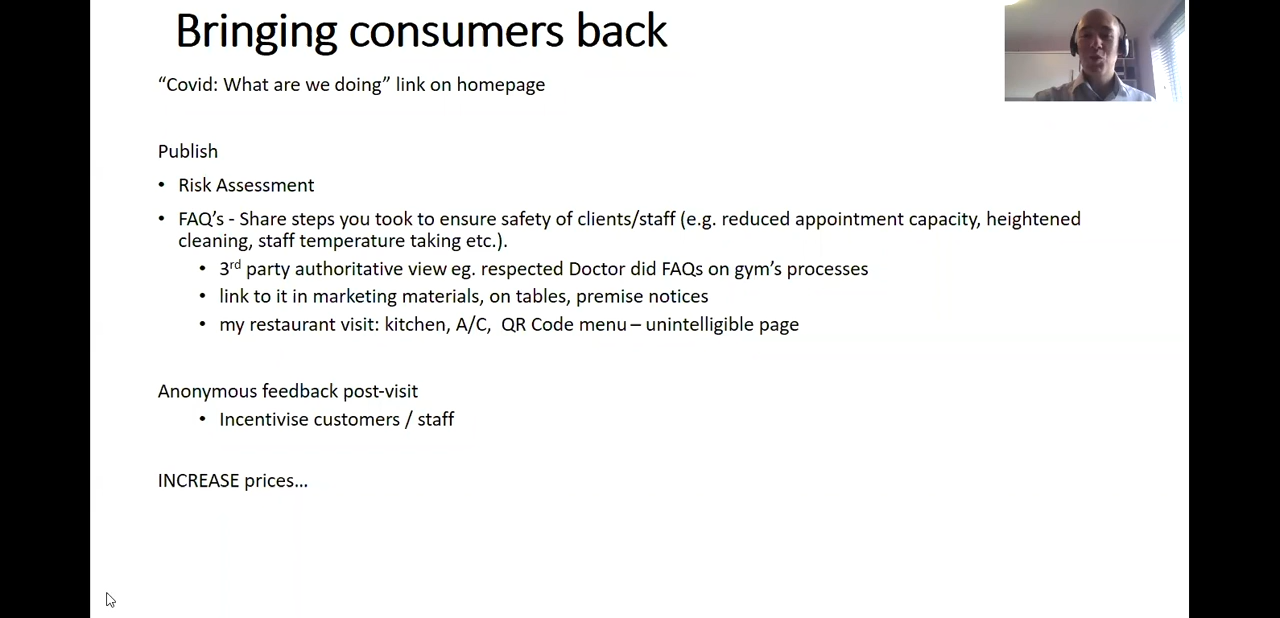 Bringing consumers back
“Covid: What are we doing” link on homepage
Publish
• Risk Assessment
• FAQ’s - Share steps you took to ensure safety of clients/staff (e.g. reduced appointment capacity, heightened
cleaning, staff temperature taking etc.).
• 3rd party authoritative view eg. respected Doctor did FAQs on gym’s processes
• link to it in marketing materials, on tables, premise notices
• my restaurant visit: kitchen, A/C, QR Code menu – unintelligible page
Anonymous feedback post-visit
• Incentivise customers / staff
INCREASE prices...